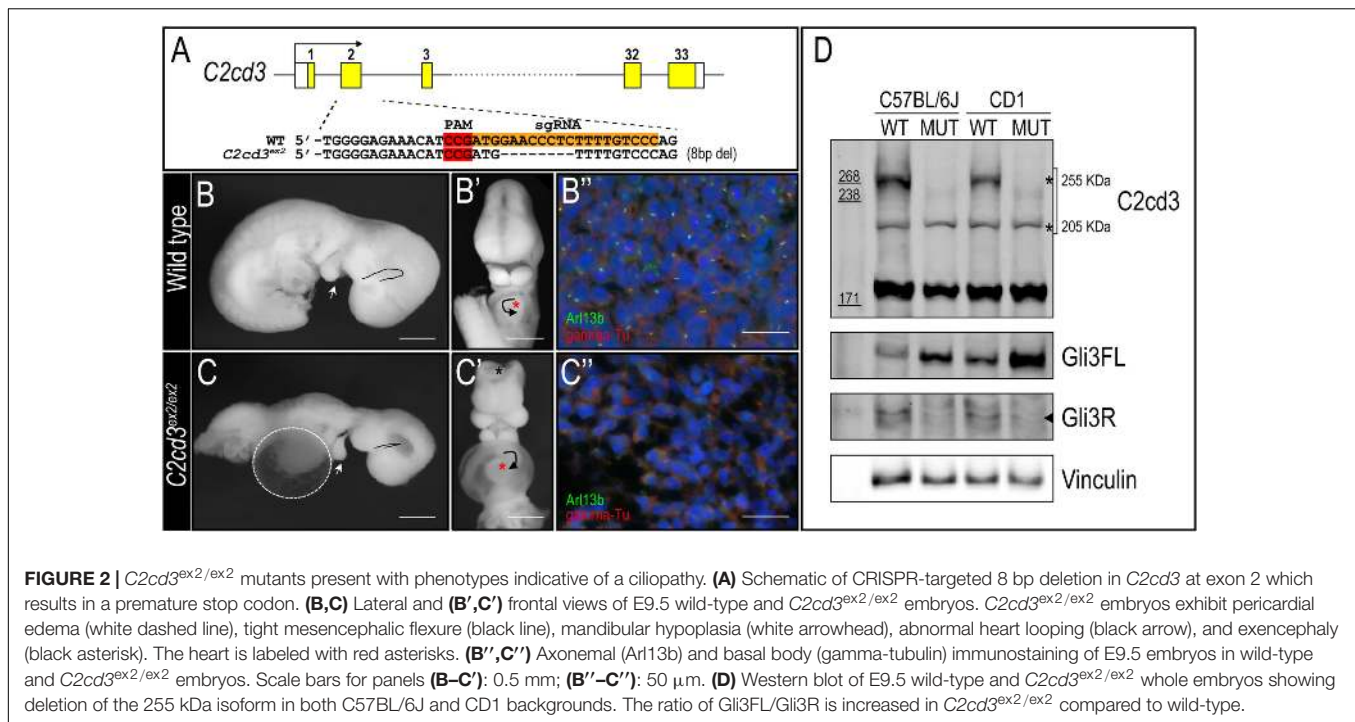 A
C2cd3
1 2 3 32 33
PAM sgRNA
WT 5'-TGGGGAGAAACATCCGATGGAACCCTCTTTTGTCCCAG
C2cd3ex2 5'-TGGGGAGAAACATCCGATG--------TTTTGTCCCAG (8bp del)
Wild type
B
B'
B''
Arl13b
gamma-Tu
C2cd3ex2/ex2
C
C'
*
C''
Arl13b
gamma-Tu
D
C57BL/6J CD1
WT MUT WT MUT
268
238
171
* 255 KDa
* 205 KDa
C2cd3
Gli3FL
Gli3R
Vinculin
FIGURE 2 | C2cd3ex2/ex2 mutants present with phenotypes indicative of a ciliopathy. (A) Schematic of CRISPR-targeted 8 bp deletion in C2cd3 at exon 2 which
results in a premature stop codon. (B,C) Lateral and (B′,C′) frontal views of E9.5 wild-type and C2cd3ex2/ex2 embryos. C2cd3ex2/ex2 embryos exhibit pericardial
edema (white dashed line), tight mesencephalic flexure (black line), mandibular hypoplasia (white arrowhead), abnormal heart looping (black arrow), and exencephaly
(black asterisk). The heart is labeled with red asterisks. (B′′,C′′) Axonemal (Arl13b) and basal body (gamma-tubulin) immunostaining of E9.5 embryos in wild-type
and C2cd3ex2/ex2 embryos. Scale bars for panels (B–C′): 0.5 mm; (B′′–C′′): 50 μm. (D) Western blot of E9.5 wild-type and C2cd3ex2/ex2 whole embryos showing
deletion of the 255 kDa isoform in both C57BL/6J and CD1 backgrounds. The ratio of Gli3FL/Gli3R is increased in C2cd3ex2/ex2 compared to wild-type.